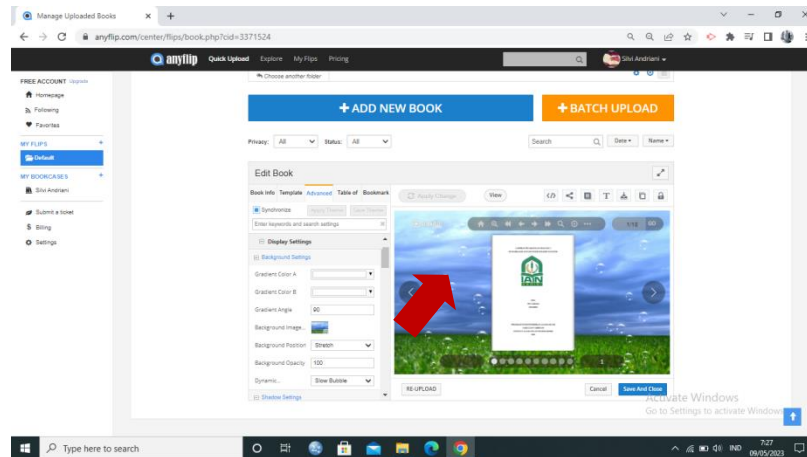 Manage Uploaded Books
anyflip.com/center/flips/book.php?cid=3371524
anyflip Quick Upload Explore My Flips Pricing Silvi Andriani
FREE ACCOUNT Upgrade
Homepage
Following
Favorites
MY FLIPS +
Default
MY BOOKCASES +
Silvi Andriani
Submit a ticket
$ Billing
Settings
Choose another folder
+ ADD NEW BOOK
+ BATCH UPLOAD
Privacy: All Status: All Search Date Name
Edit Book
Book Info Template Advanced Table of Bookmark
Apply Change View
Synchronize
Enter keywords and search settings
Display Settings
Background Settings
Gradient Color A
Gradient Color B
Gradient Angle 90
Background Image...
Background Position Stretch
Background Opacity 100
Dynamic... Slow Bubble
Shadow Settings
IAIN
1/12 GO
1
RE-UPLOAD
Cancel Save And Close
Activate Windows
Go to Settings to activate Windows
Type here to search
IND
7:27
09/05/2023